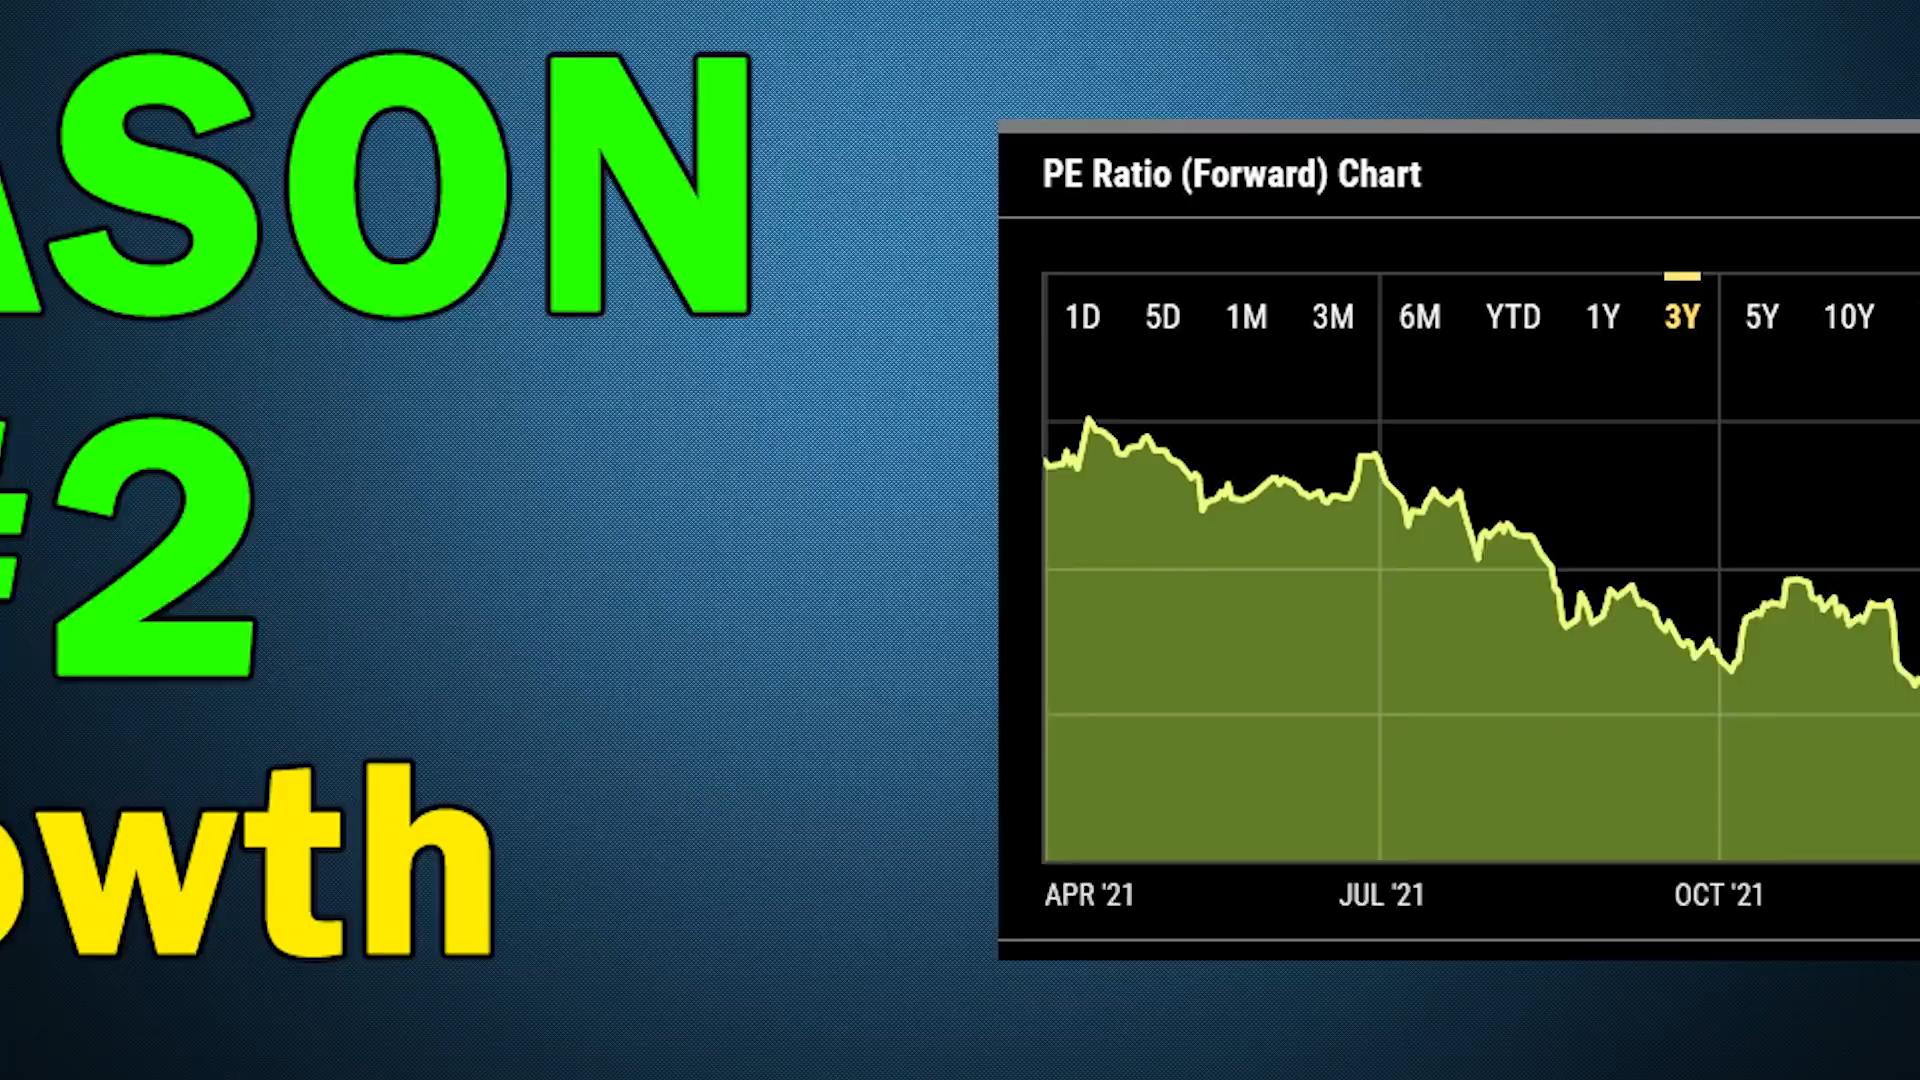 ASON
#2
owth
PE Ratio (Forward) Chart
1D 5D 1M 3M 6M YTD 1Y 3Y 5Y 10Y
APR '21 JUL '21 OCT '21